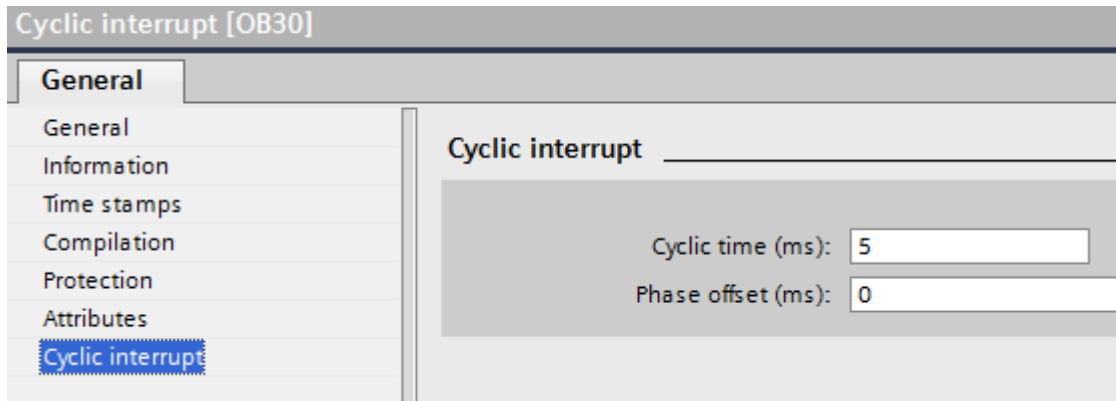 Cyclic interrupt [OB30]
General
General
Information
Time stamps
Compilation
Protection
Attributes
Cyclic interrupt
Cyclic interrupt
Cyclic time (ms): 5
Phase offset (ms): 0